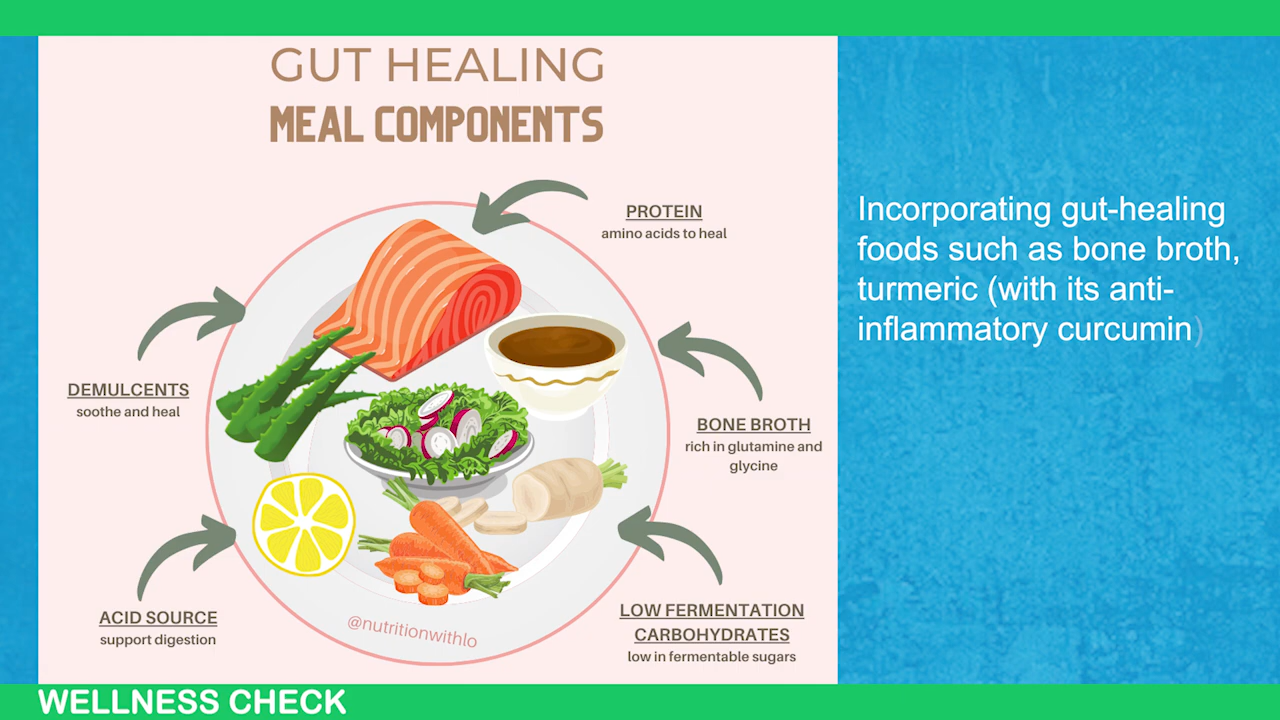 GUT HEALING
MEAL COMPONENTS
PROTEIN
amino acids to heal
DEMULCENTS
soothe and heal
BONE BROTH
rich in glutamine and
glycine
ACID SOURCE
support digestion
LOW FERMENTATION
CARBOHYDRATES
low in fermentable sugars
@nutritionwithlo
Incorporating gut-healing
foods such as bone broth,
turmeric (with its anti-
inflammatory curcumin)
WELLNESS CHECK